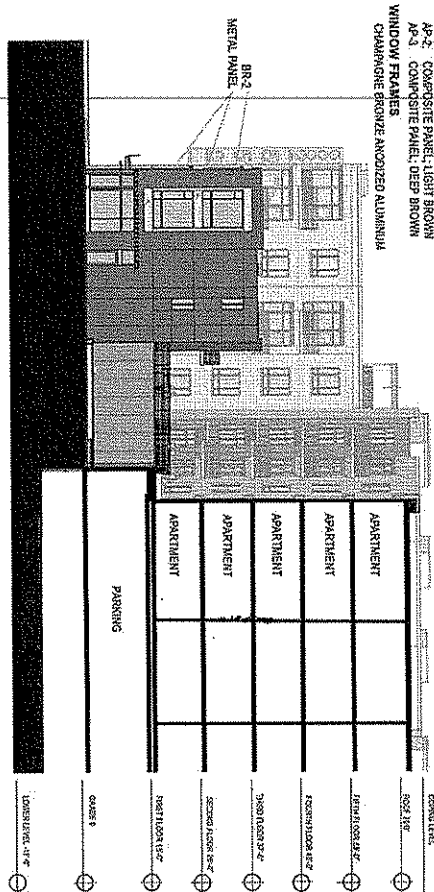 AP-2: COMPOSITE PANEL; LIGHT BROWN
AP-3: COMPOSITE PANEL; DEEP BROWN
WINDOW FRAMES
CHAMPAGNE BRONZE ANODIZED ALUMINUM
BR-2
METAL PANEL
APARTMENT
APARTMENT
APARTMENT
APARTMENT
APARTMENT
PARKING
COPING LEVEL
ROOF
FIFTH FLOOR
FOURTH FLOOR
THIRD FLOOR
SECOND FLOOR
FIRST FLOOR
LOWER LEVEL